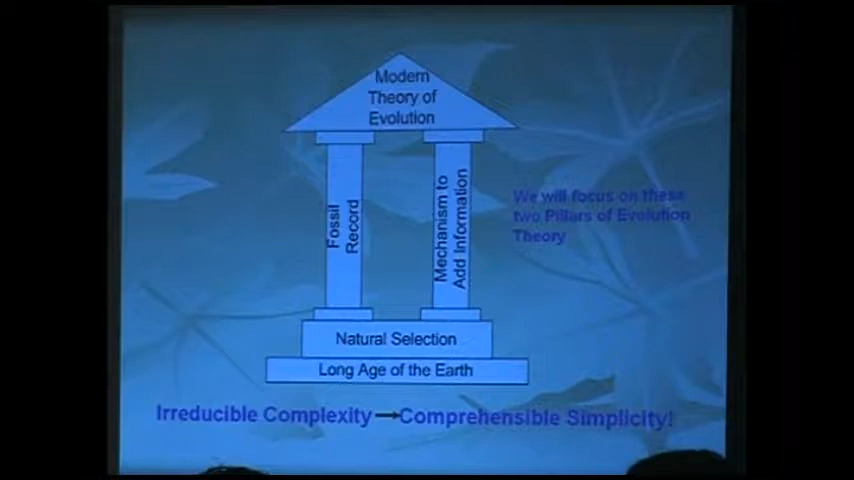 Modern
Theory of
Evolution
Fossil
Record
Mechanism to
Add Information
We will focus on these
two Pillars of Evolution
Theory
Natural Selection
Long Age of the Earth
Irreducible Complexity → Comprehensible Simplicity!